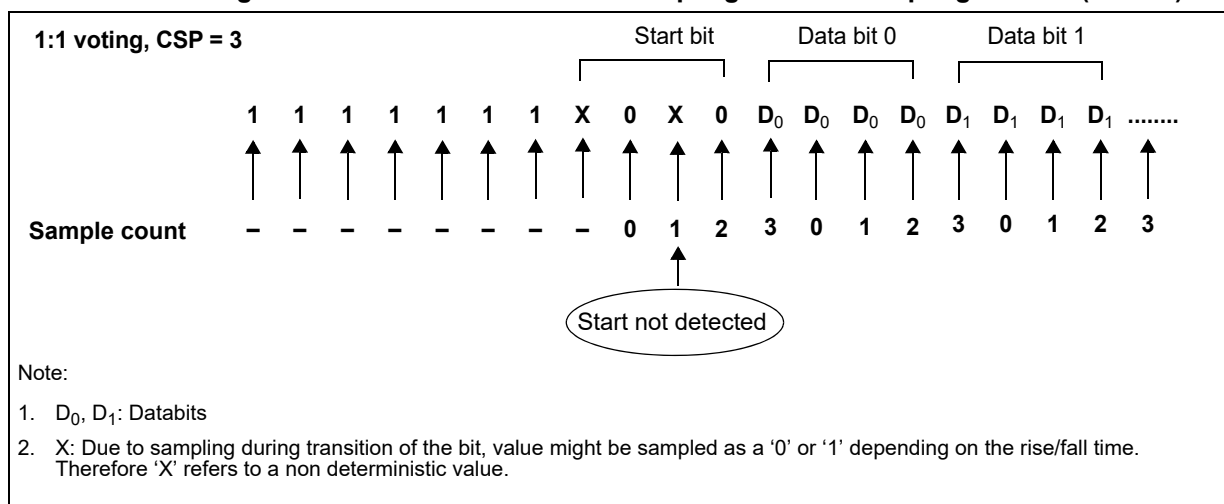 1:1 voting, CSP = 3
Start bit Data bit 0 Data bit 1
1 1 1 1 1 1 1 X 0 X 0 D0 D0 D0 D0 D1 D1 D1 D1 ........
Sample count – – – – – – – – 0 1 2 3 0 1 2 3 0 1 2 3
Start not detected
Note:
1. D0, D1: Databits
2. X: Due to sampling during transition of the bit, value might be sampled as a ‘0’ or ‘1’ depending on the rise/fall time.
Therefore ‘X’ refers to a non deterministic value.